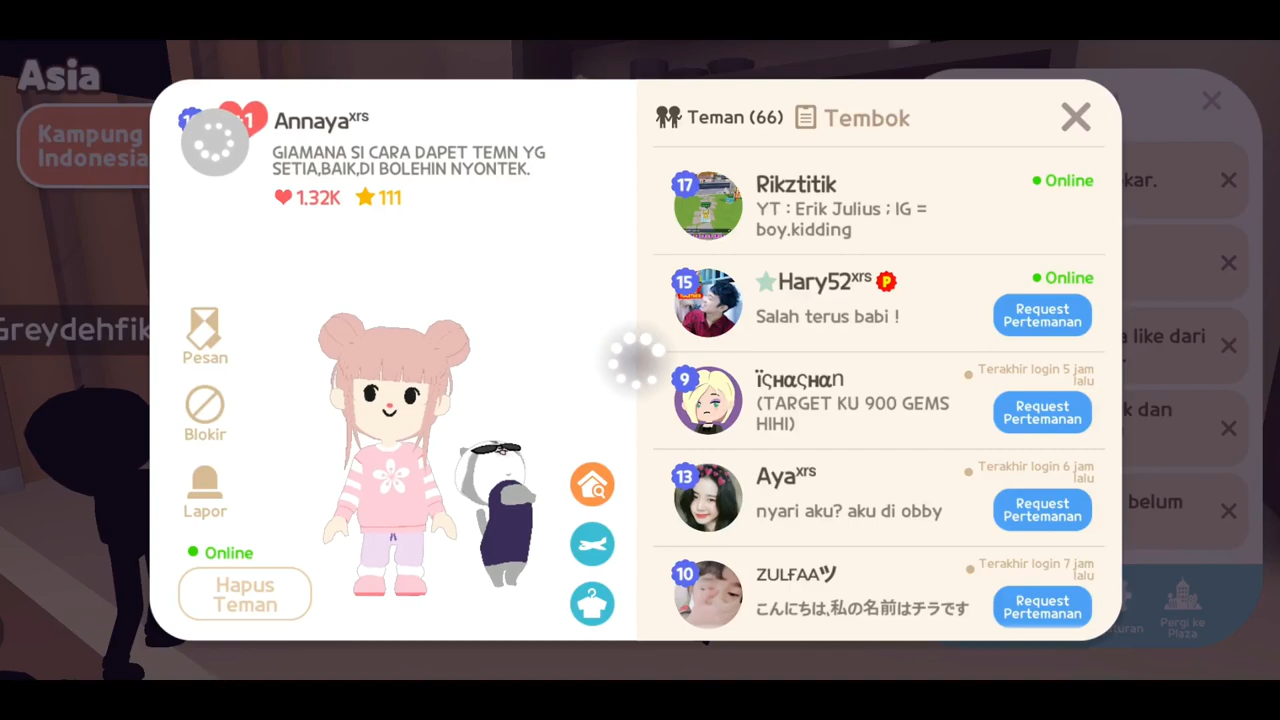 Asia
Kampung
Indonesia
Greydehfik
+1
Annayaxrs
GIAMANA SI CARA DAPET TEMN YG
SETIA,BAIK,DI BOLEHIN NYONTEK.
1.32K
111
Pesan
Blokir
Lapor
Online
Hapus
Teman
Teman (66)
Tembok
17
Rikztitik
YT : Erik Julius ; IG =
boy.kidding
Online
15
Hary52xrs
P
Salah terus babi !
Online
Request
Pertemanan
9
ïςнαςнαп
(TARGET KU 900 GEMS
HIHI)
Terakhir login 5 jam
lalu
Request
Pertemanan
13
Ayaxrs
nyari aku? aku di obby
Terakhir login 6 jam
lalu
Request
Pertemanan
10
ZULFAAツ
こんにちは,私の名前はチラです
Terakhir login 7 jam
lalu
Request
Pertemanan
kar.
a like dari
k dan
belum
turan
Pergi ke
Plaza